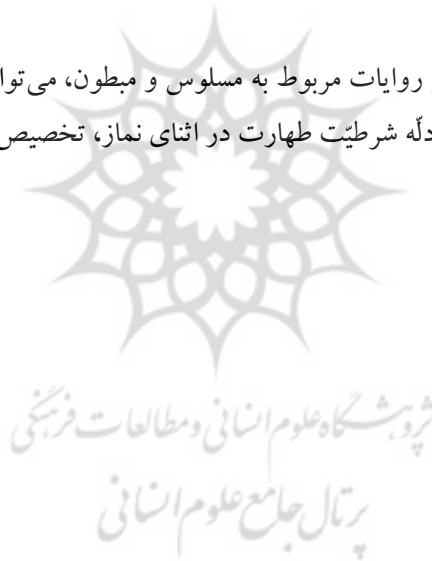 روایات مربوط به مسلوس و مبطون، می‌توا
دلّه شرطیّت طهارت در اثنای نماز، تخصیص
پژوهشگاه علوم انسانی و مطالعات فرهنگی
پرتال جامع علوم انسانی